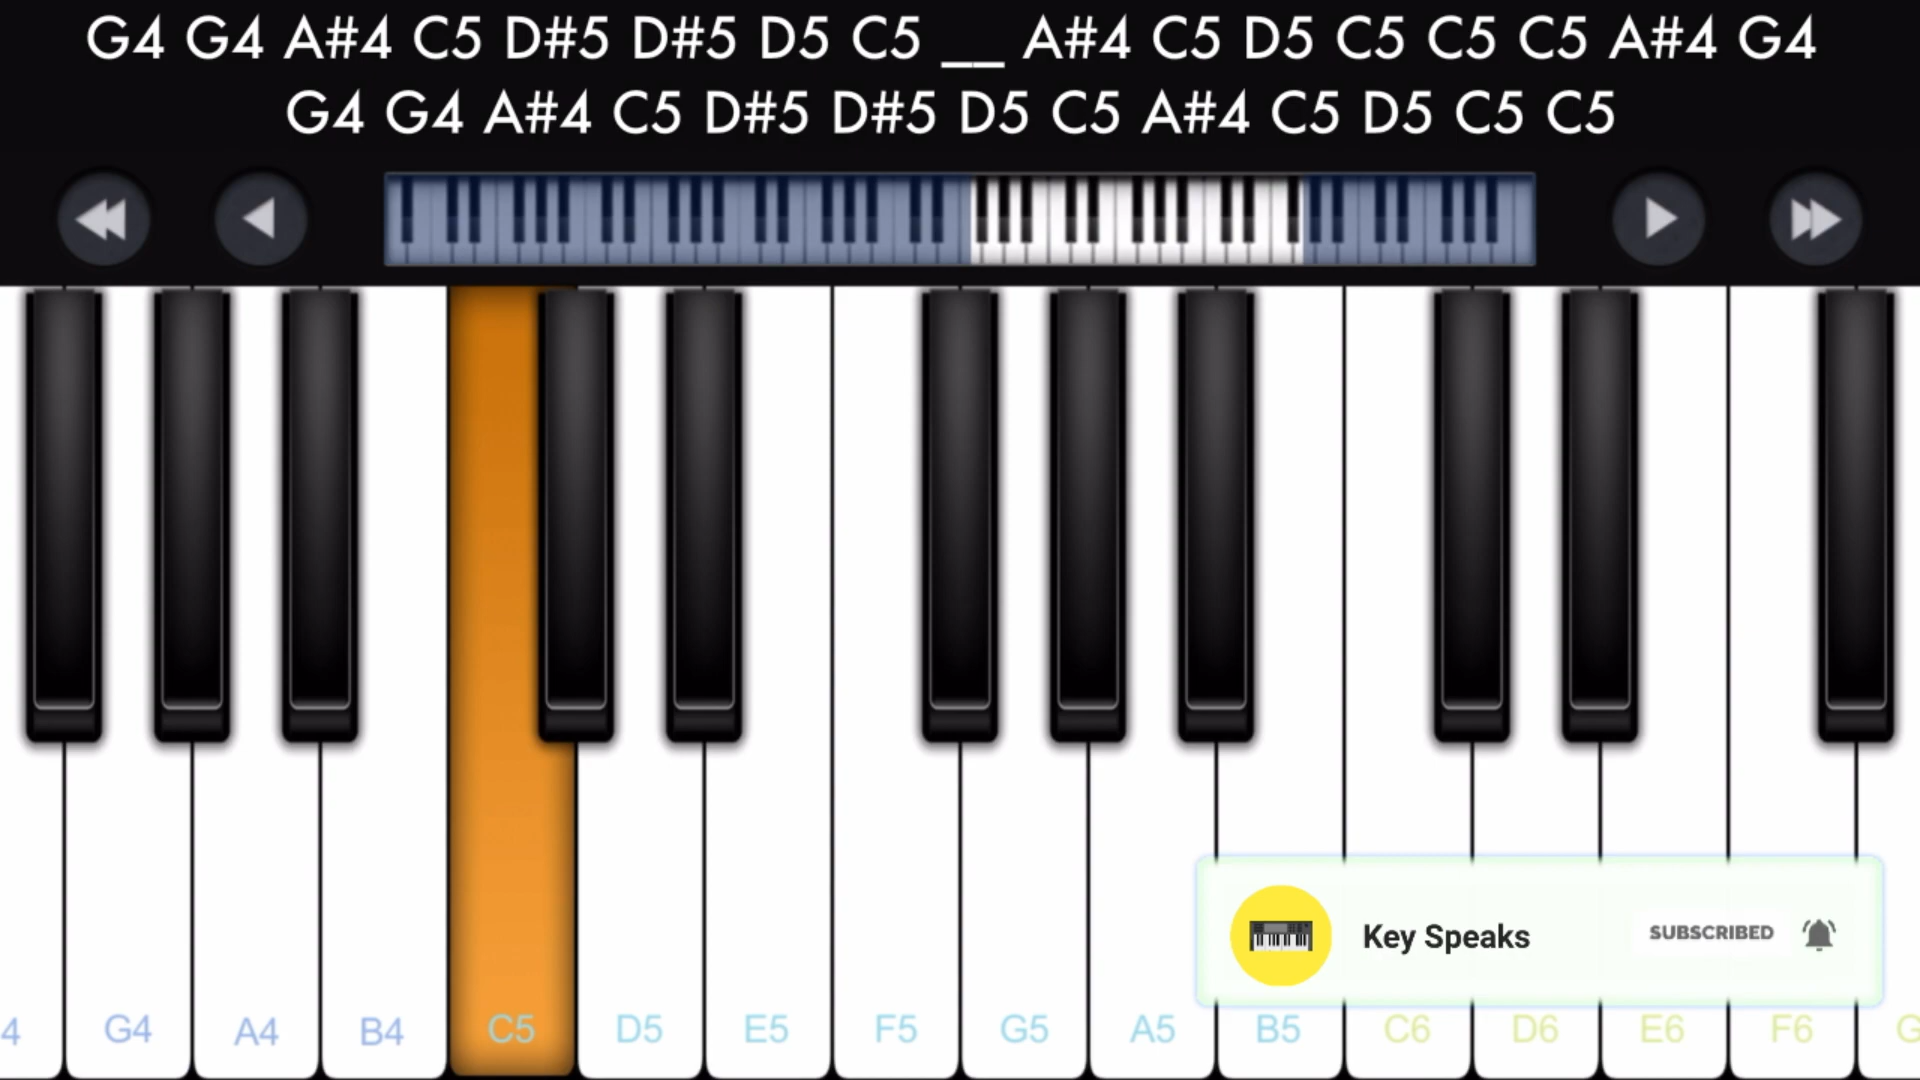 G4 G4 A#4 C5 D#5 D#5 D5 C5 __ A#4 C5 D5 C5 C5 C5 A#4 G4
G4 G4 A#4 C5 D#5 D#5 D5 C5 A#4 C5 D5 C5 C5
Key Speaks SUBSCRIBED
4 G4 A4 B4 C5 D5 E5 F5 G5 A5 B5 C6 D6 E6 F6 G